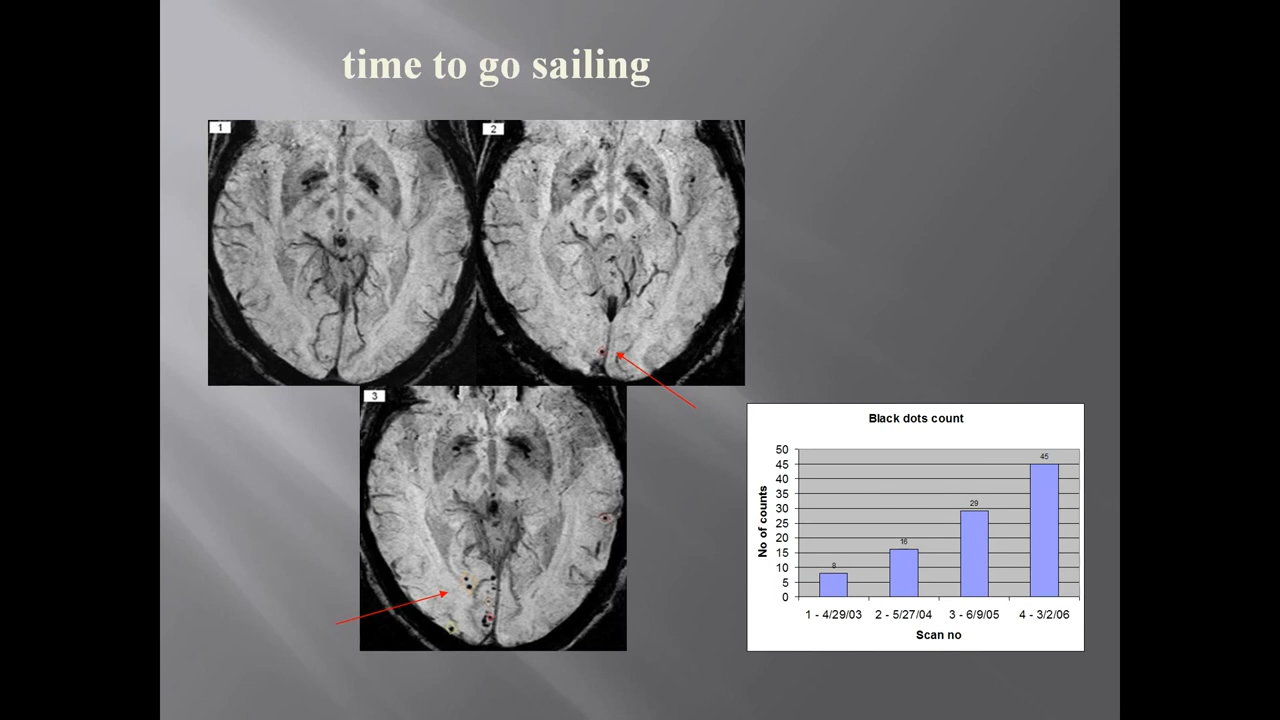 time to go sailing
1
2
3
Black dots count
50
45
40
35
30
25
20
15
10
5
0
8
16
29
45
No of counts
1 - 4/29/03
2 - 5/27/04
3 - 6/9/05
4 - 3/2/06
Scan no